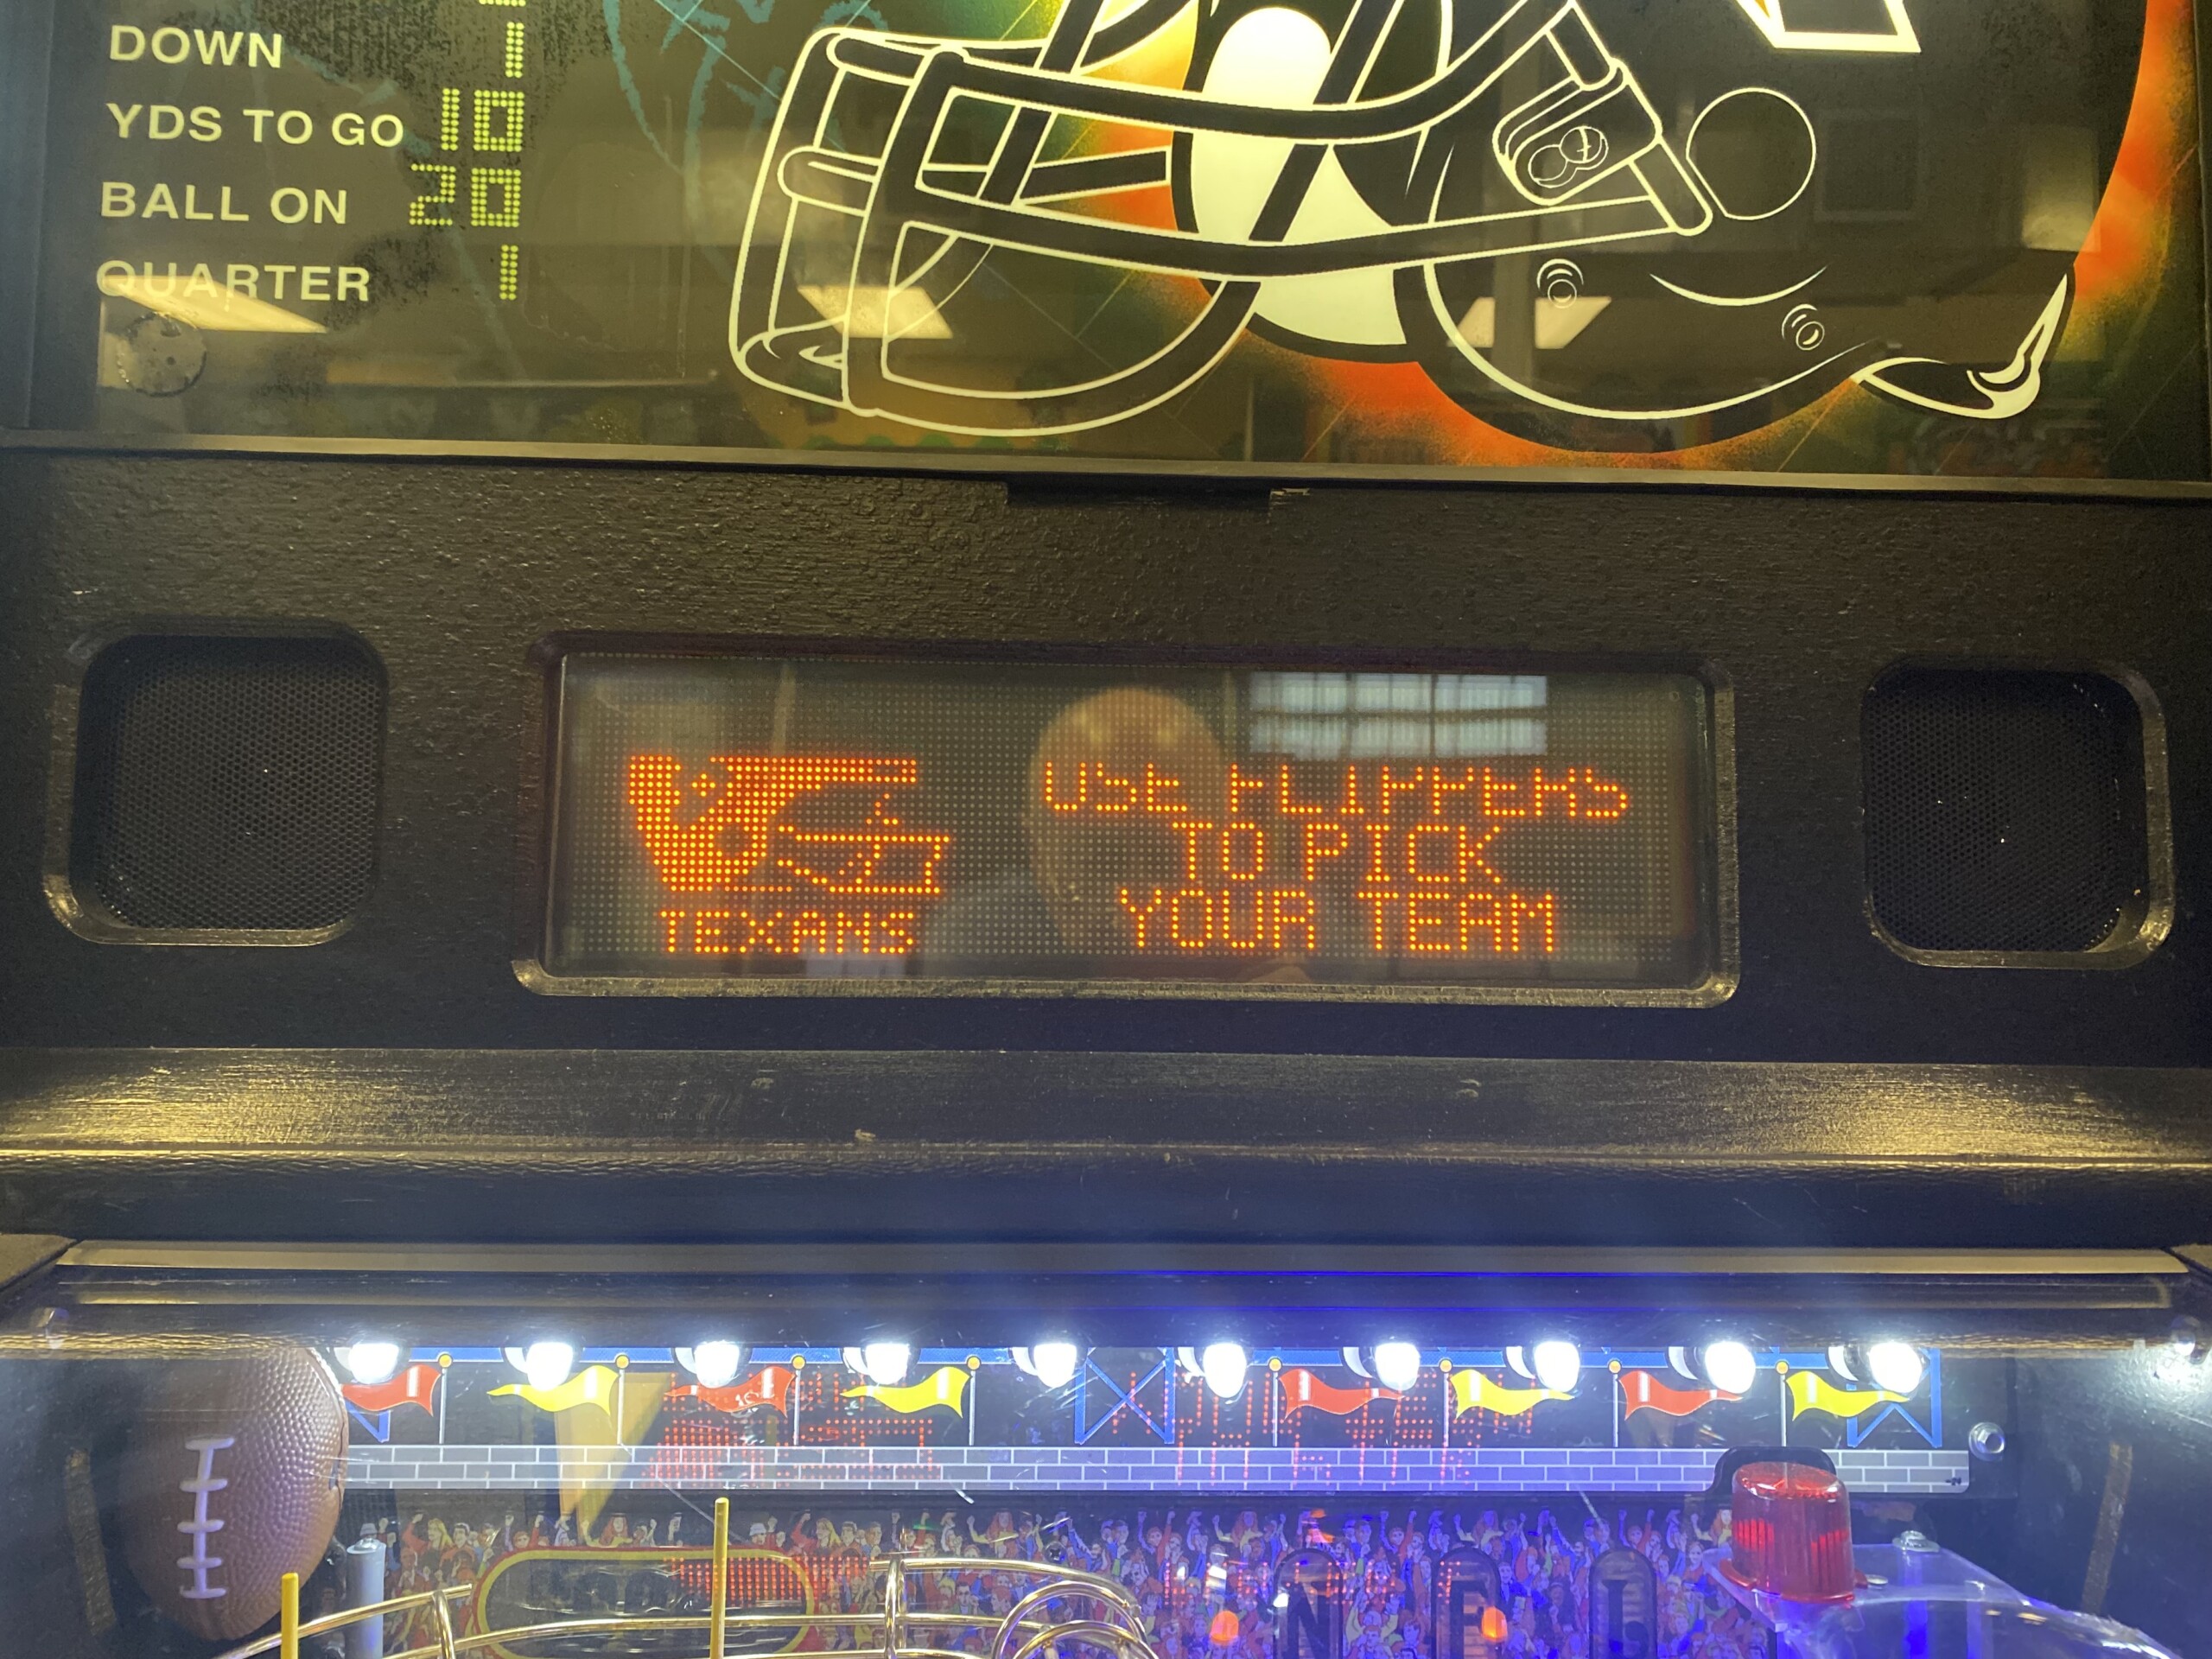 DOWN 1
YDS TO GO 10
BALL ON 20
QUARTER 1
TEXANS
USE FLIPPERS
TO PICK
YOUR TEAM
N F L